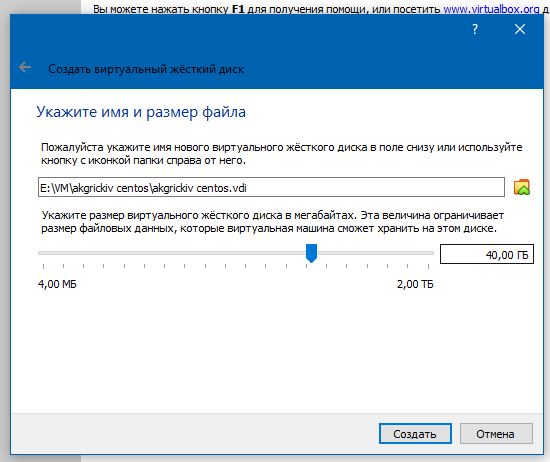 Вы можете нажать кнопку F1 для получения помощи, или посетить www.virtualbox.org д
Создать виртуальный жёсткий диск
Укажите имя и размер файла
Пожалуйста укажите имя нового виртуального жёсткого диска в поле снизу или используйте
кнопку с иконкой папки справа от него.
E:\VM\akgrickiv centos\akgrickiv centos.vdi
Укажите размер виртуального жёсткого диска в мегабайтах. Эта величина ограничивает
размер файловых данных, которые виртуальная машина сможет хранить на этом диске.
40,00 ГБ
4,00 МБ 2,00 ТБ
Создать Отмена